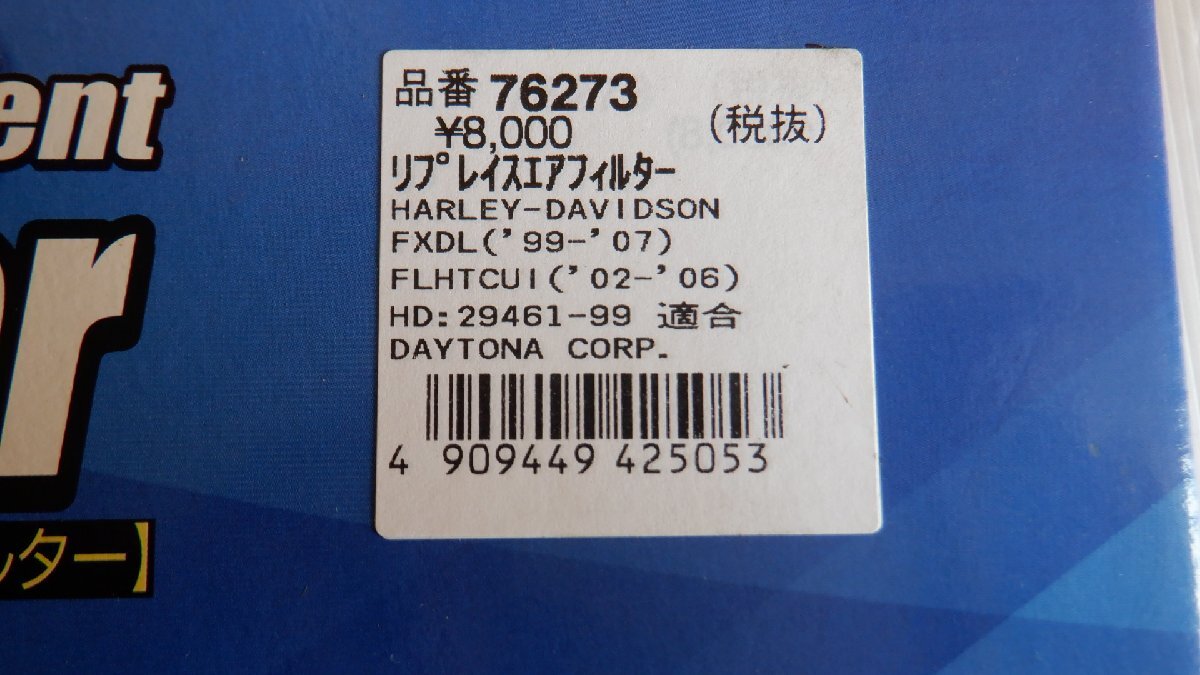 ent
er
ルター】
品番 76273
¥8,000 (税抜)
ﾘﾌﾟﾚｲｽｴｱﾌｨﾙﾀｰ
HARLEY-DAVIDSON
FXDL('99-'07)
FLHTCUI('02-'06)
HD:29461-99 適合
DAYTONA CORP.
4 909449 425053